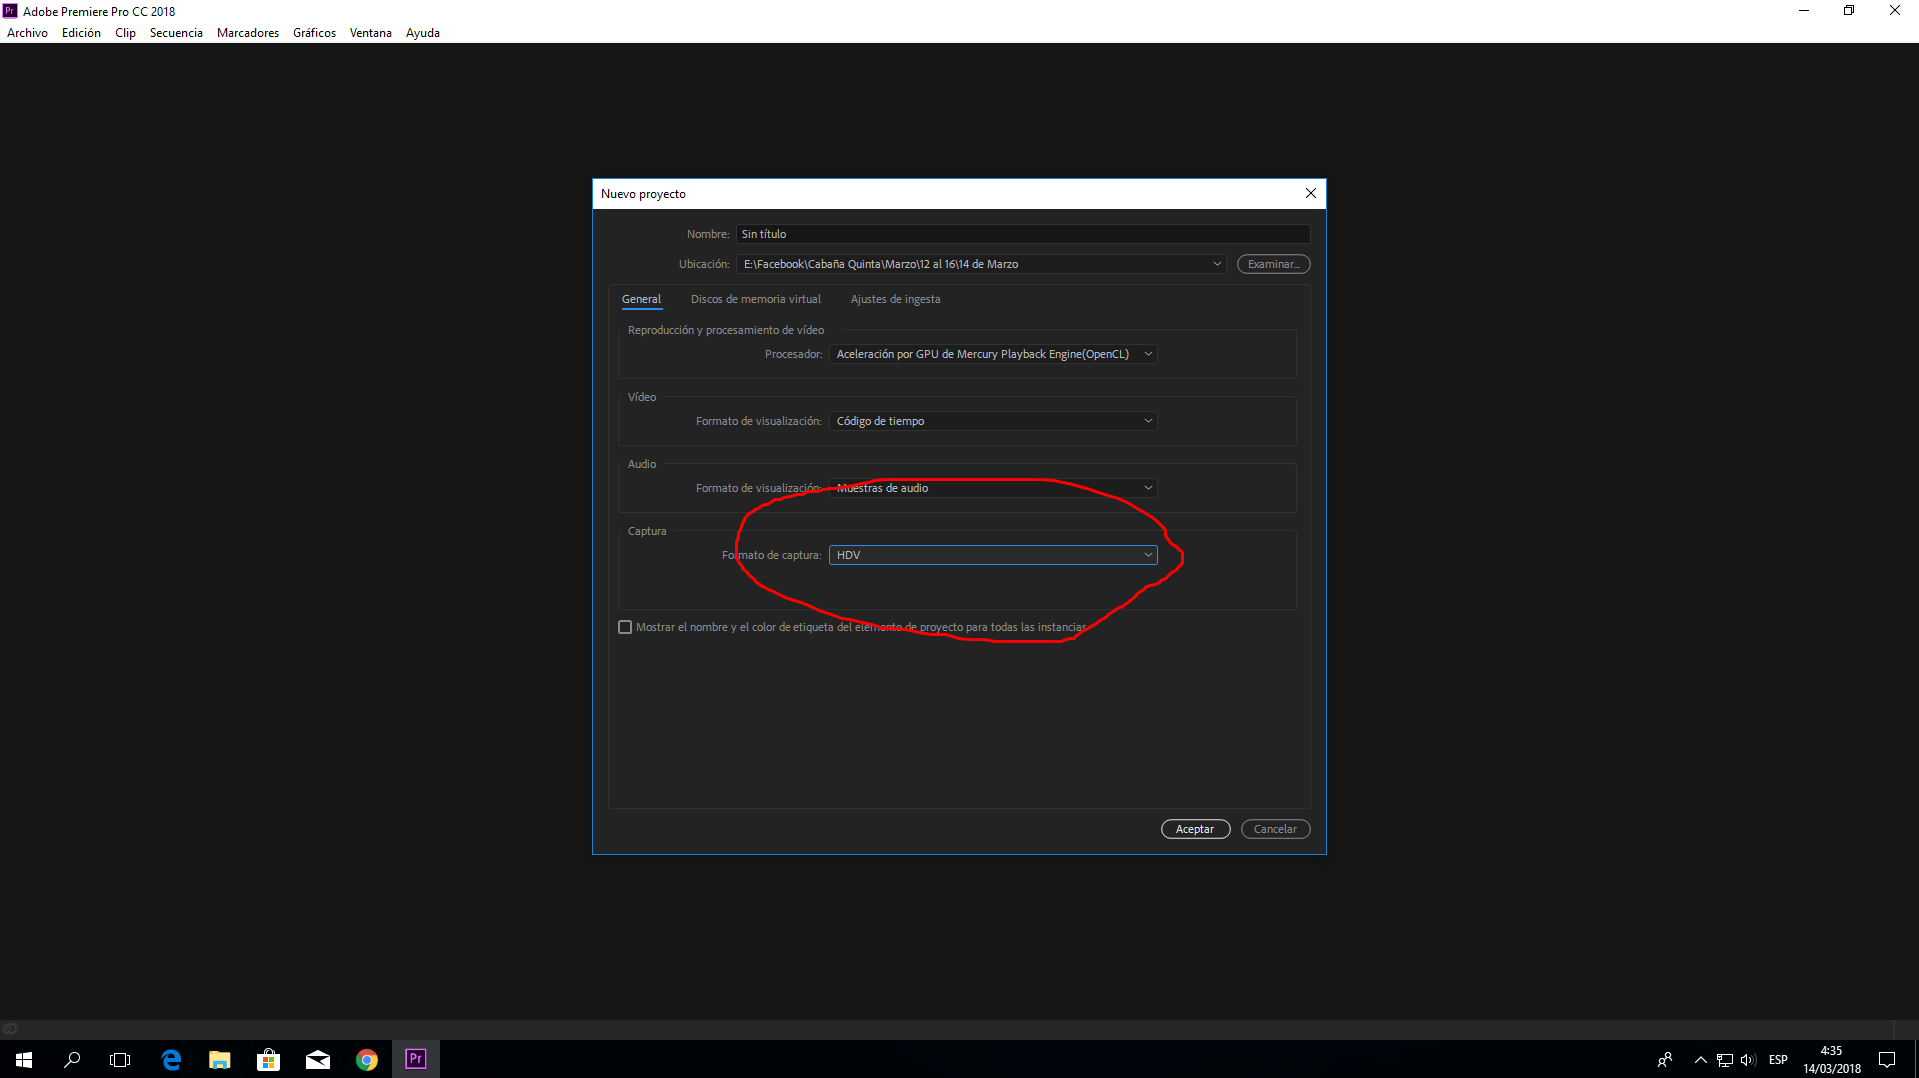 Pr Adobe Premiere Pro CC 2018
Archivo Edición Clip Secuencia Marcadores Gráficos Ventana Ayuda
Nuevo proyecto
Nombre: Sin título
Ubicación: E:\Facebook\Cabaña Quinta\Marzo\12 al 16\14 de Marzo Examinar...
General Discos de memoria virtual Ajustes de ingesta
Reproducción y procesamiento de vídeo
Procesador: Aceleración por GPU de Mercury Playback Engine(OpenCL)
Vídeo
Formato de visualización: Código de tiempo
Audio
Formato de visualización: Muestras de audio
Captura
Formato de captura: HDV
Mostrar el nombre y el color de etiqueta del elemento de proyecto para todas las instancias
Aceptar Cancelar
Pr ESP 4:35
14/03/2018